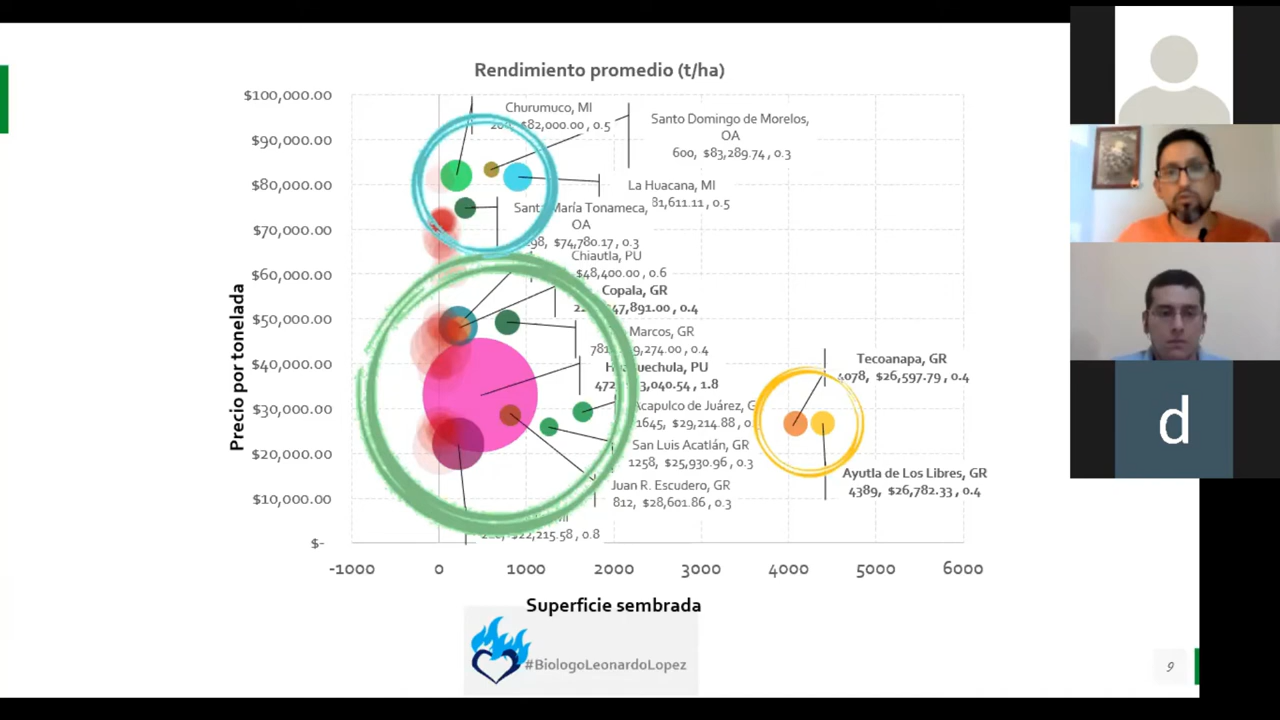 Rendimiento promedio (t/ha)
$100,000.00
$90,000.00
$80,000.00
$70,000.00
$60,000.00
$50,000.00
$40,000.00
$30,000.00
$20,000.00
$10,000.00
$-
Precio por tonelada
Churumuco, MI
$82,000.00 , 0.5
Santo Domingo de Morelos,
OA
600, $83,289.74 , 0.3
La Huacana, MI
81,611.11 , 0.5
Santa María Tonameca,
OA
298, $74,780.17 , 0.3
Chiautla, PU
$48,400.00 , 0.6
Copala, GR
47,891.00 , 0.4
Marcos, GR
9,274.00 , 0.4
Huaquechula, PU
3,040.54 , 1.8
Acapulco de Juárez,
1645, $29,214.88 ,
San Luis Acatlán, GR
1258, $25,930.96 , 0.3
Juan R. Escudero, GR
812, $28,601.86 , 0.3
$22,215.58 , 0.8
Tecoanapa, GR
4078, $26,597.79 , 0.4
Ayutla de Los Libres, GR
4389, $26,782.33 , 0.4
-1000 0 1000 2000 3000 4000 5000 6000
Superficie sembrada
#BiologoLeonardoLopez
9
d